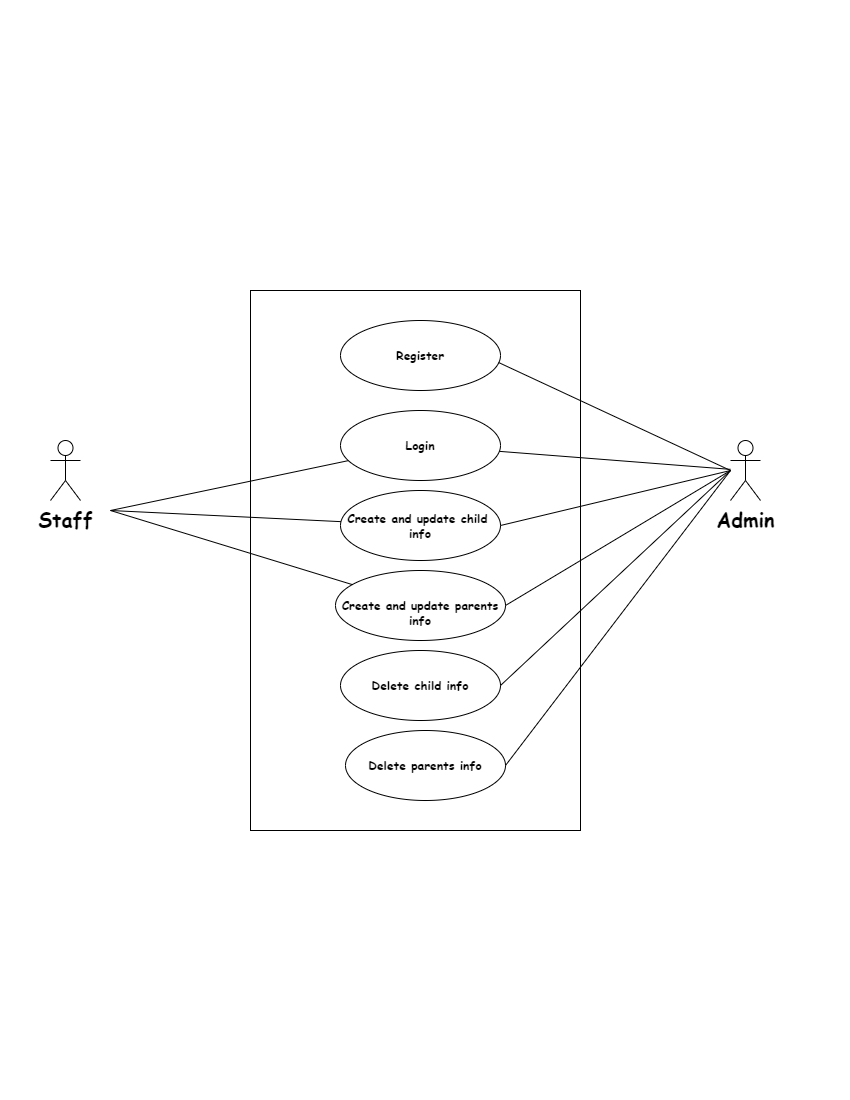 Register
Login
Create and update child
info
Create and update parents
info
Delete child info
Delete parents info
Staff
Admin